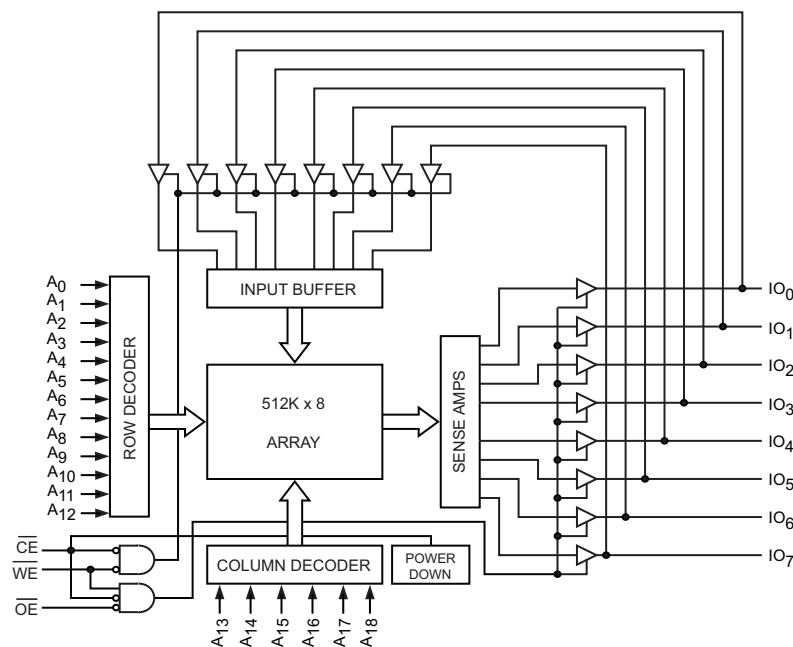 INPUT BUFFER
A0
A1
A2
A3
A4
A5
A6
A7
A8
A9
A10
A11
A12
ROW DECODER
512K x 8
ARRAY
SENSE AMPS
IO0
IO1
IO2
IO3
IO4
IO5
IO6
IO7
CE
WE
OE
COLUMN DECODER
POWER
DOWN
A13
A14
A15
A16
A17
A18